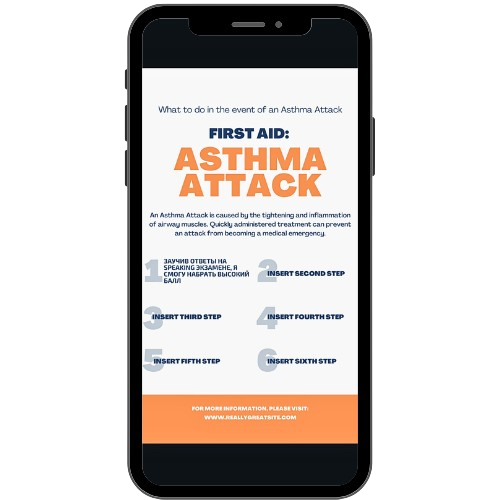 What to do in the event of an Asthma Attack
FIRST AID:
ASTHMA
ATTACK
An Asthma Attack is caused by the tightening and inflammation
of airway muscles. Quickly administered treatment can prevent
an attack from becoming a medical emergency.
1
ЗАУЧИВ ОТВЕТЫ НА
SPEAKING ЭКЗАМЕНЕ, Я
СМОГУ НАБРАТЬ ВЫСОКИЙ
БАЛЛ
2
INSERT SECOND STEP
3
INSERT THIRD STEP
4
INSERT FOURTH STEP
5
INSERT FIFTH STEP
6
INSERT SIXTH STEP
FOR MORE INFORMATION, PLEASE VISIT:
WWW.REALLYGREATSITE.COM